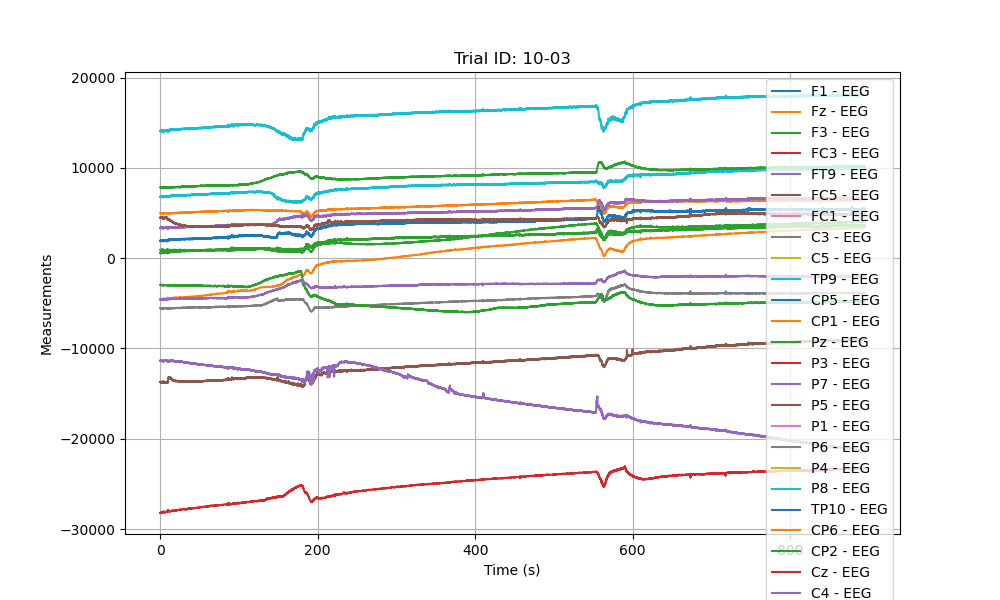 Trial ID: 10-03
20000
10000
0
−10000
−20000
−30000
Measurements
0
200
400
600
800
Time (s)
F1 - EEG
Fz - EEG
F3 - EEG
FC3 - EEG
FT9 - EEG
FC5 - EEG
FC1 - EEG
C3 - EEG
C5 - EEG
TP9 - EEG
CP5 - EEG
CP1 - EEG
Pz - EEG
P3 - EEG
P7 - EEG
P5 - EEG
P1 - EEG
P6 - EEG
P4 - EEG
P8 - EEG
TP10 - EEG
CP6 - EEG
CP2 - EEG
Cz - EEG
C4 - EEG